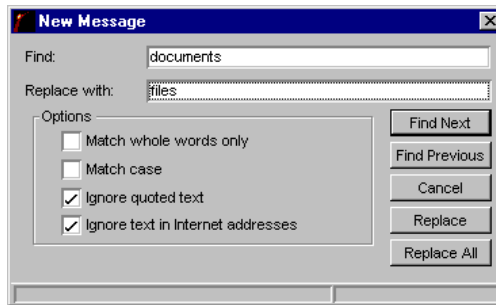 New Message
Find: documents
Replace with: files
Options
Match whole words only
Match case
Ignore quoted text
Ignore text in Internet addresses
Find Next
Find Previous
Cancel
Replace
Replace All